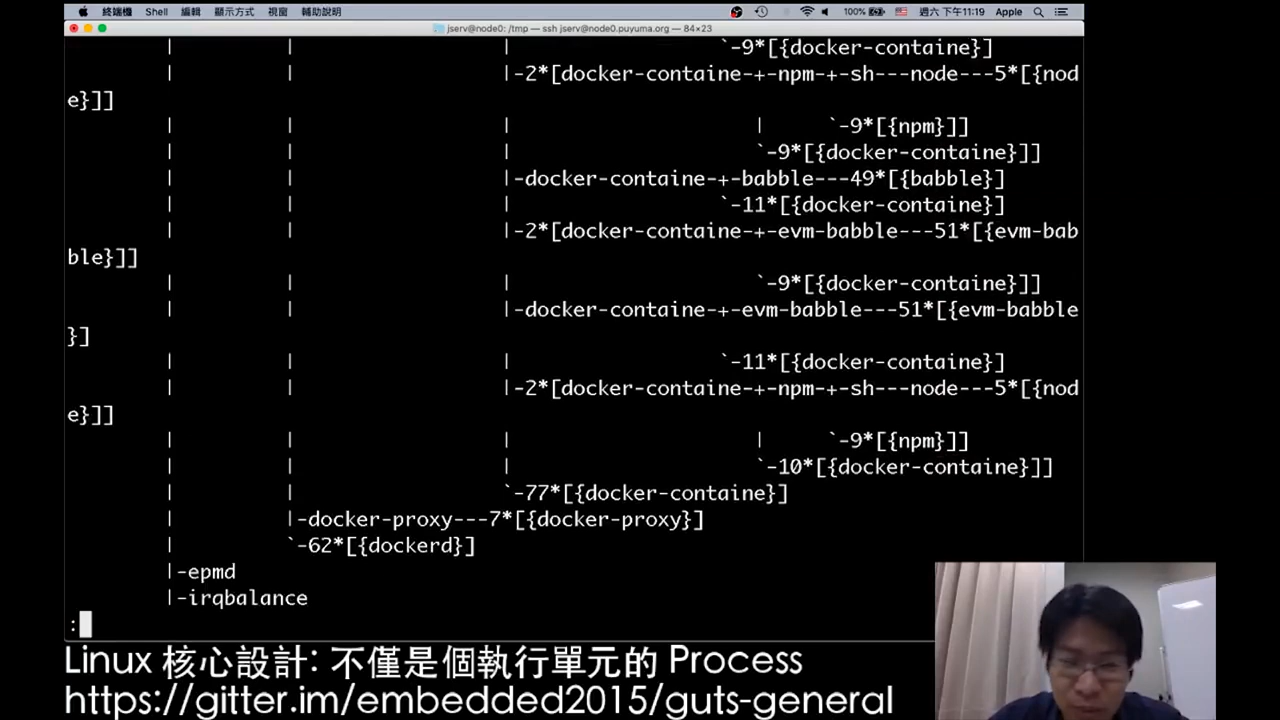 終端機 Shell 編輯 顯示方式 視窗 輔助說明 100% 週六 下午11:19 Apple
jserv@node0: /tmp — ssh jserv@node0.puyuma.org — 84×23
| | | `-9*[{docker-containe}]
| | |-2*[docker-containe-+-npm-+-sh---node---5*[{nod
e}]]
| | | | `-9*[{npm}]]
| | | `-9*[{docker-containe}]]
| | |-docker-containe-+-babble---49*[{babble}]
| | | `-11*[{docker-containe}]
| | |-2*[docker-containe-+-evm-babble---51*[{evm-bab
ble}]]
| | | `-9*[{docker-containe}]]
| | |-docker-containe-+-evm-babble---51*[{evm-babble
}]
| | | `-11*[{docker-containe}]
| | |-2*[docker-containe-+-npm-+-sh---node---5*[{nod
e}]]
| | | | `-9*[{npm}]]
| | | `-10*[{docker-containe}]]
| | `-77*[{docker-containe}]
| |-docker-proxy---7*[{docker-proxy}]
| `-62*[{dockerd}]
|-epmd
|-irqbalance
:
Linux 核心設計: 不僅是個執行單元的 Process
https://gitter.im/embedded2015/guts-general